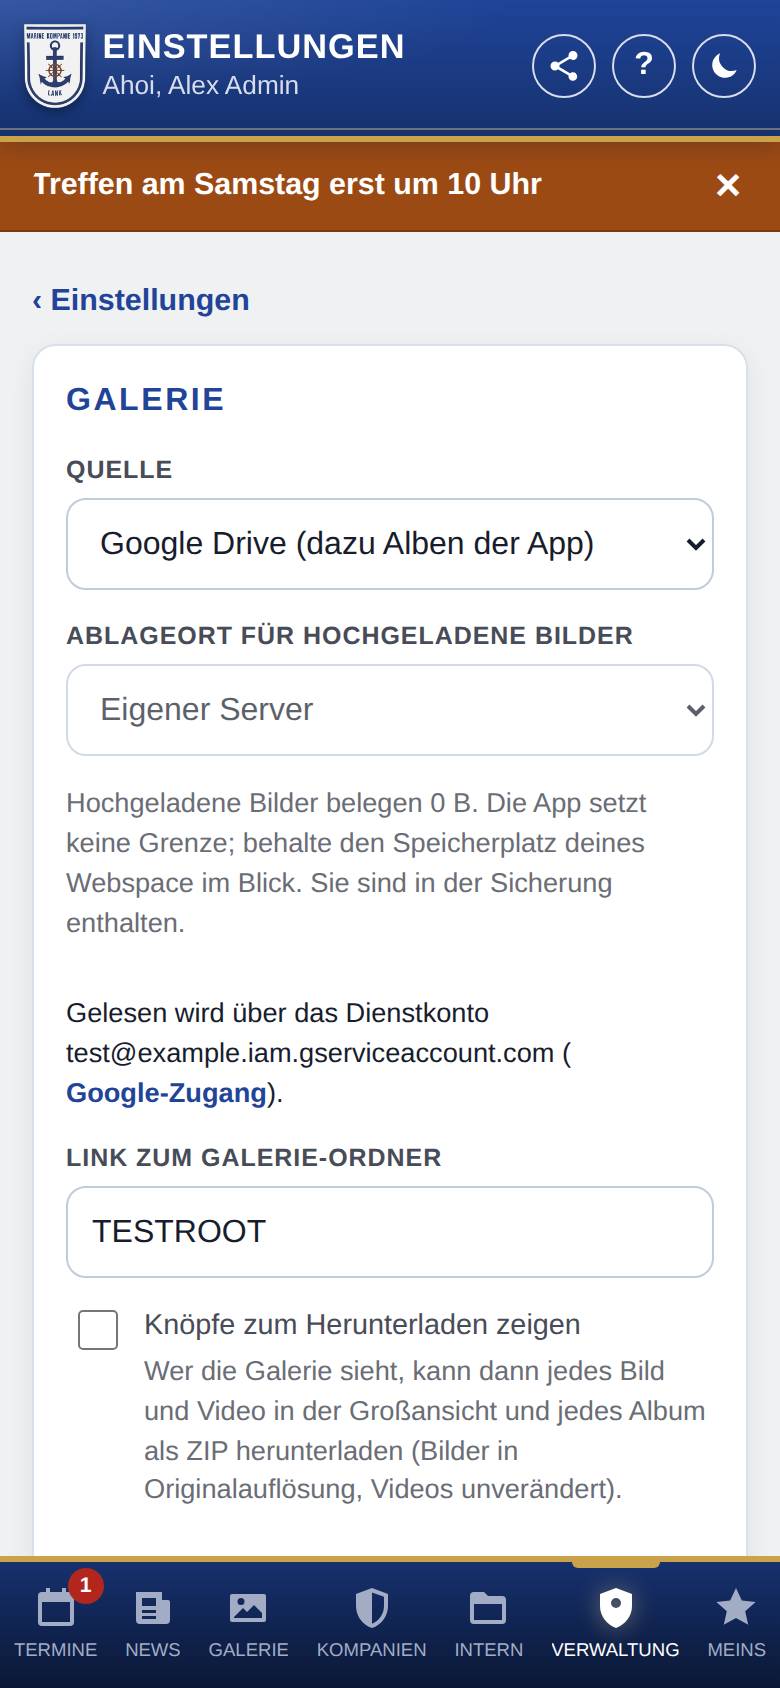 MARINE KOMPANIE 1973
LANK
EINSTELLUNGEN
Ahoi, Alex Admin
?
Treffen am Samstag erst um 10 Uhr
×
‹ Einstellungen
GALERIE
QUELLE
Google Drive (dazu Alben der App)
ABLAGEORT FÜR HOCHGELADENE BILDER
Eigener Server
Hochgeladene Bilder belegen 0 B. Die App setzt
keine Grenze; behalte den Speicherplatz deines
Webspace im Blick. Sie sind in der Sicherung
enthalten.
Gelesen wird über das Dienstkonto
test@example.iam.gserviceaccount.com (
Google-Zugang).
LINK ZUM GALERIE-ORDNER
TESTROOT
Knöpfe zum Herunterladen zeigen
Wer die Galerie sieht, kann dann jedes Bild
und Video in der Großansicht und jedes Album
als ZIP herunterladen (Bilder in
Originalauflösung, Videos unverändert).
1
TERMINE NEWS GALERIE KOMPANIEN INTERN VERWALTUNG MEINS